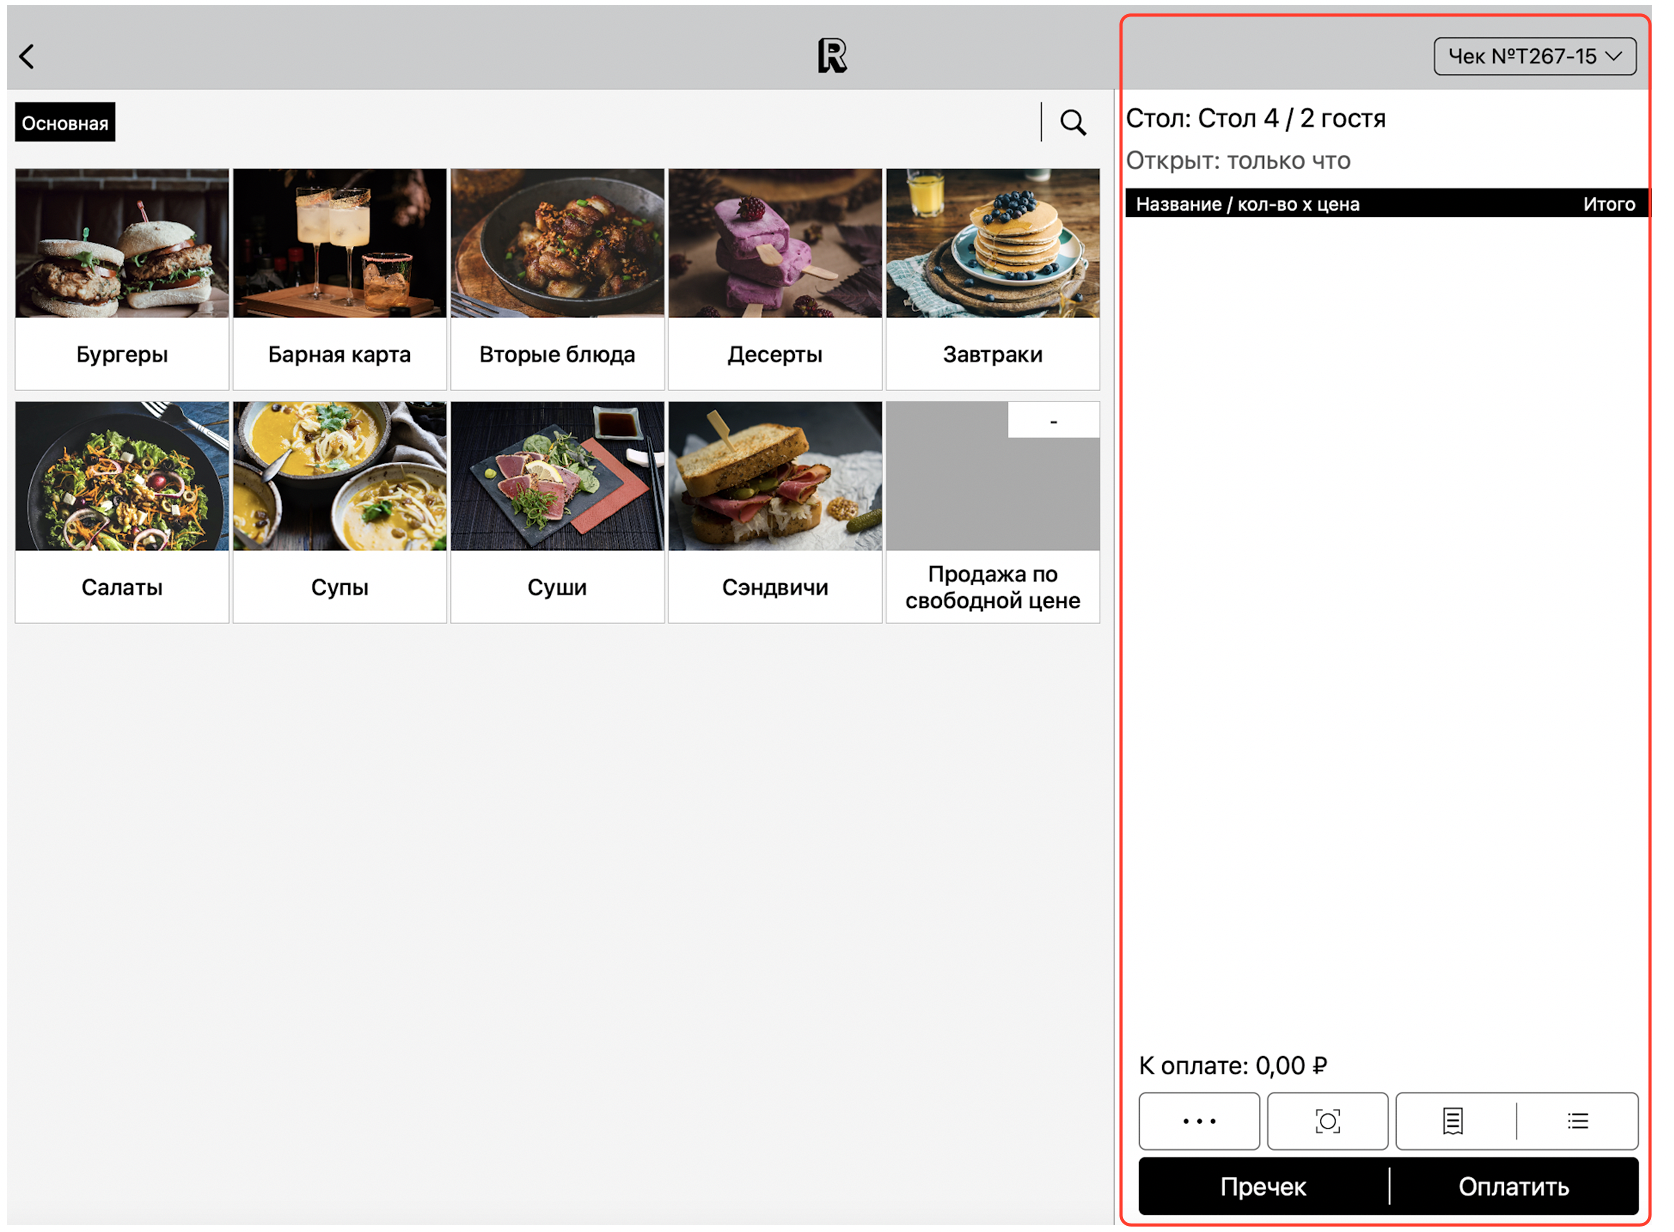 R
Чек №Т267-15
Основная
Стол: Стол 4 / 2 гостя
Открыт: только что
Название / кол-во х цена Итого
Бургеры
Барная карта
Вторые блюда
Десерты
Завтраки
-
Салаты
Супы
Суши
Сэндвичи
Продажа по
свободной цене
К оплате: 0,00 ₽
Пречек
Оплатить